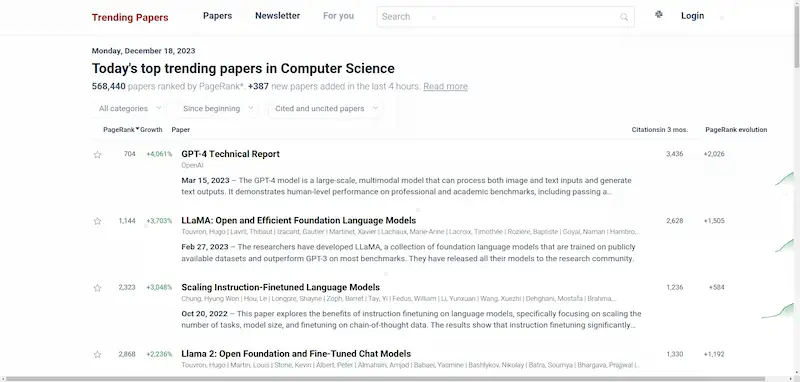 Trending Papers
Papers
Newsletter
For you
Search
Login
Monday, December 18, 2023
Today's top trending papers in Computer Science
568,440 papers ranked by PageRank*. +387 new papers added in the last 4 hours. Read more
All categories
Since beginning
Cited and uncited papers
PageRank Growth Paper Citations in 3 mos. PageRank evolution
704 +4,061% GPT-4 Technical Report 3,436 +2,026
OpenAI
Mar 15, 2023 – The GPT-4 model is a large-scale, multimodal model that can process both image and text inputs and generate
text outputs. It demonstrates human-level performance on professional and academic benchmarks, including passing a...
1,144 +3,703% LLaMA: Open and Efficient Foundation Language Models 2,628 +1,505
Touvron, Hugo | Lavril, Thibaut | Izacard, Gautier | Martinet, Xavier | Lachaux, Marie-Anne | Lacroix, Timothée | Rozière, Baptiste | Goyal, Naman | Hambro,..
Feb 27, 2023 – The researchers have developed LLaMA, a collection of foundation language models that are trained on publicly
available datasets and outperform GPT-3 on most benchmarks. They have released all their models to the research community.
2,323 +3,048% Scaling Instruction-Finetuned Language Models 1,236 +584
Chung, Hyung Won | Hou, Le | Longpre, Shayne | Zoph, Barret | Tay, Yi | Fedus, William | Li, Yunxuan | Wang, Xuezhi | Dehghani, Mostafa | Brahma,...
Oct 20, 2022 – This paper explores the benefits of instruction finetuning on language models, specifically focusing on scaling
the number of tasks, model size, and finetuning on chain-of-thought data. The results show that instruction finetuning significantly...
2,868 +2,236% Llama 2: Open Foundation and Fine-Tuned Chat Models 1,330 +1,192
Touvron, Hugo | Martin, Louis | Stone, Kevin | Albert, Peter | Almahairi, Amjad | Babaei, Yasmine | Bashlykov, Nikolay | Batra, Soumya | Bhargava, Prajjwal |...